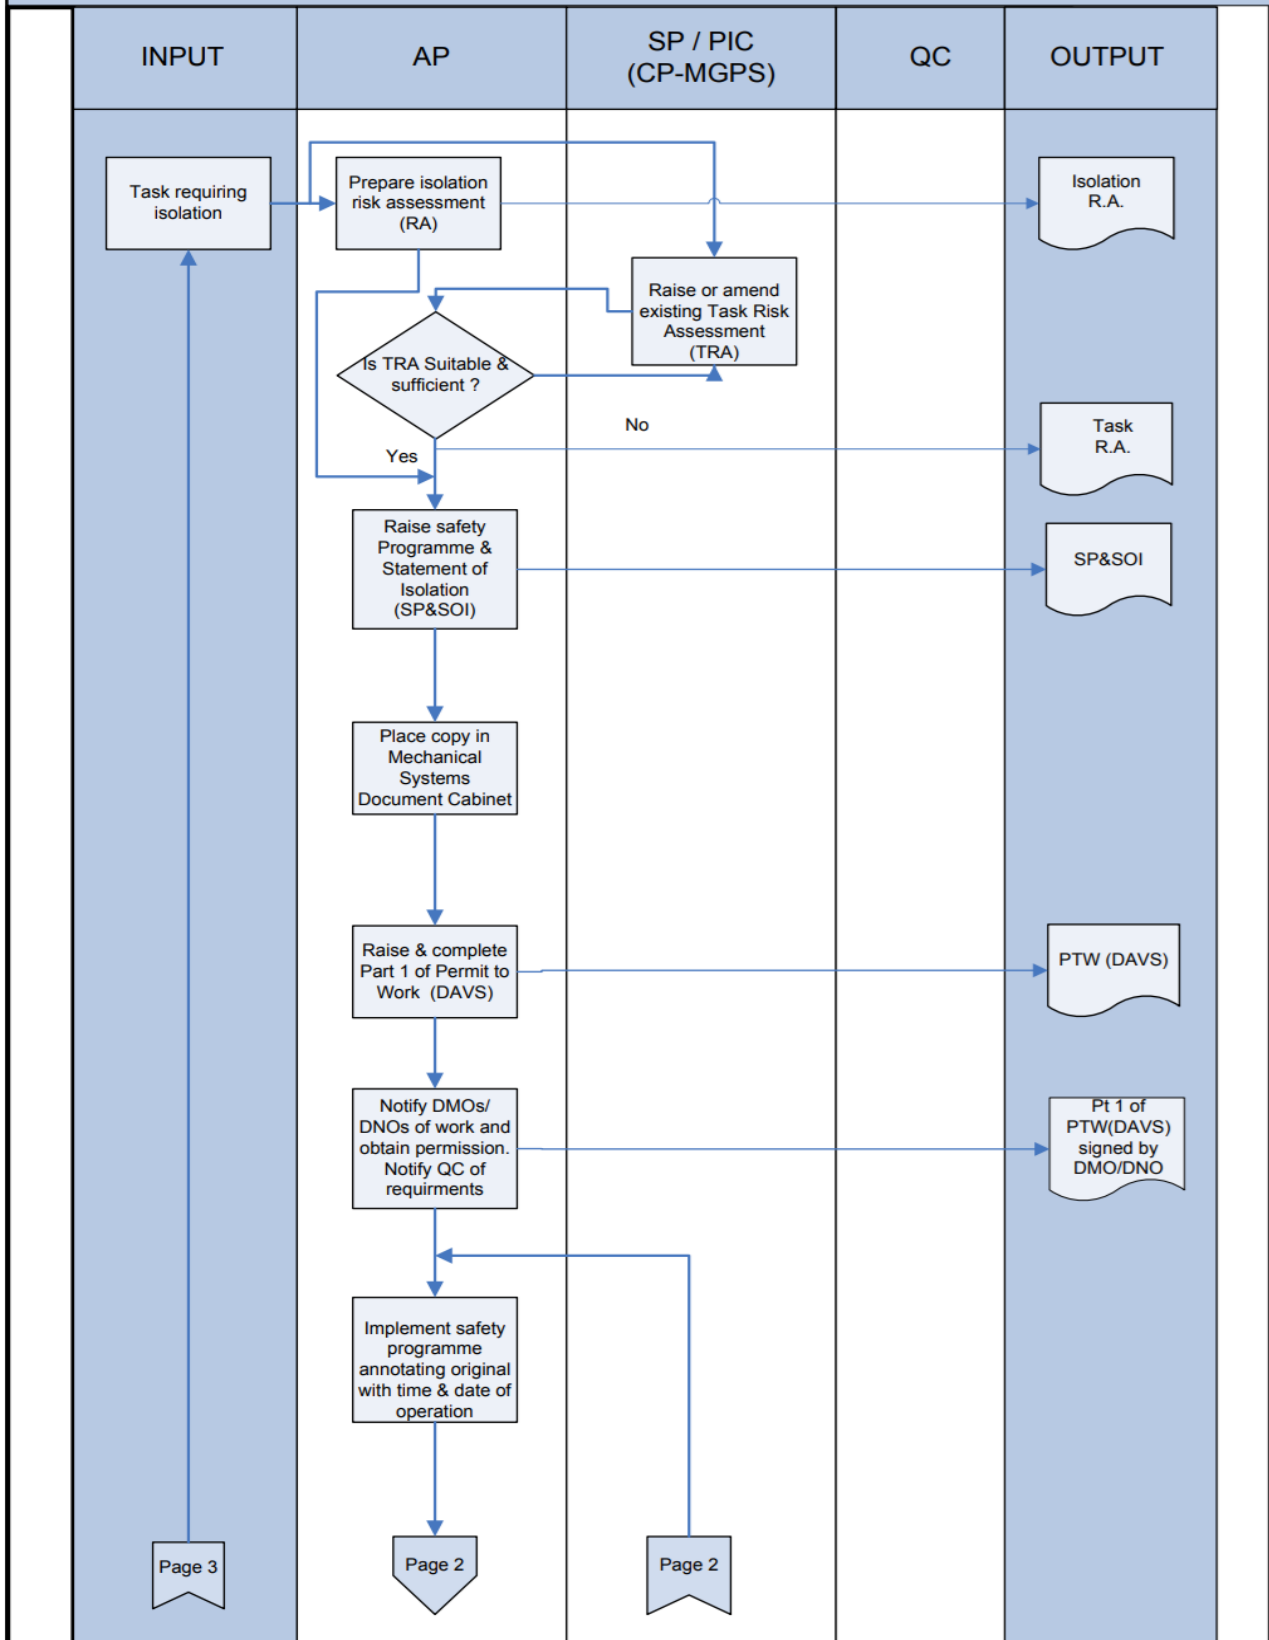 INPUT
AP
SP / PIC
(CP-MGPS)
QC
OUTPUT
Task requiring
isolation
Prepare isolation
risk assessment
(RA)
Isolation
R.A.
Raise or amend
existing Task Risk
Assessment
(TRA)
Is TRA Suitable &
sufficient ?
No
Yes
Task
R.A.
Raise safety
Programme &
Statement of
Isolation
(SP&SOI)
SP&SOI
Place copy in
Mechanical
Systems
Document Cabinet
Raise & complete
Part 1 of Permit to
Work  (DAVS)
PTW (DAVS)
Notify DMOs/
DNOs of work and
obtain permission.
Notify QC of
requirments
Pt 1 of
PTW(DAVS)
signed by
DMO/DNO
Implement safety
programme
annotating original
with time & date of
operation
Page 3
Page 2
Page 2